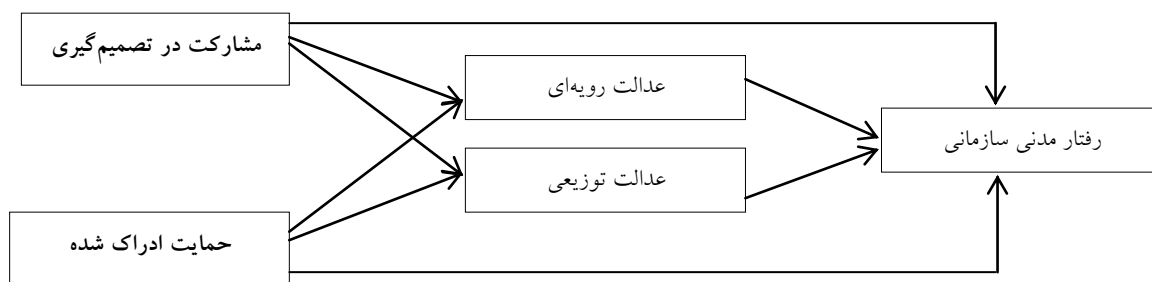 مشارکت در تصمیم‌گیری
عدالت رویه‌ای
رفتار مدنی سازمانی
عدالت توزیعی
حمایت ادراک شده